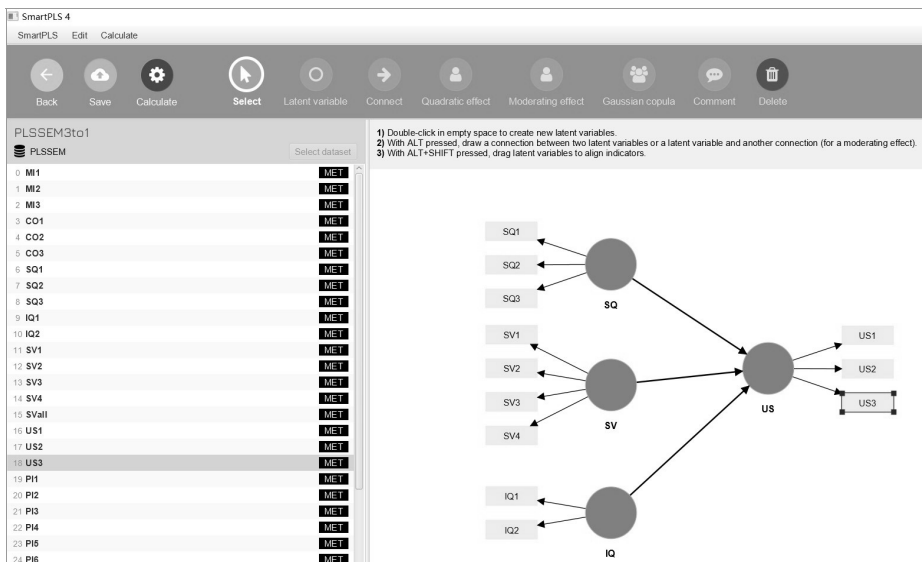 SmartPLS 4
SmartPLS Edit Calculate
Back Save Calculate Select Latent variable Connect Quadratic effect Moderating effect Gaussian copula Comment Delete
PLSSEM3to1
PLSSEM Select dataset
0 MI1 MET
1 MI2 MET
2 MI3 MET
3 CO1 MET
4 CO2 MET
5 CO3 MET
6 SQ1 MET
7 SQ2 MET
8 SQ3 MET
9 IQ1 MET
10 IQ2 MET
11 SV1 MET
12 SV2 MET
13 SV3 MET
14 SV4 MET
15 SVall MET
16 US1 MET
17 US2 MET
18 US3 MET
19 PI1 MET
20 PI2 MET
21 PI3 MET
22 PI4 MET
23 PI5 MET
24 PI6 MET
1) Double-click in empty space to create new latent variables.
2) With ALT pressed, draw a connection between two latent variables or a latent variable and another connection (for a moderating effect).
3) With ALT+SHIFT pressed, drag latent variables to align indicators.
SQ1
SQ2
SQ3
SQ
SV1
SV2
SV3
SV4
SV
IQ1
IQ2
IQ
US1
US2
US3
US